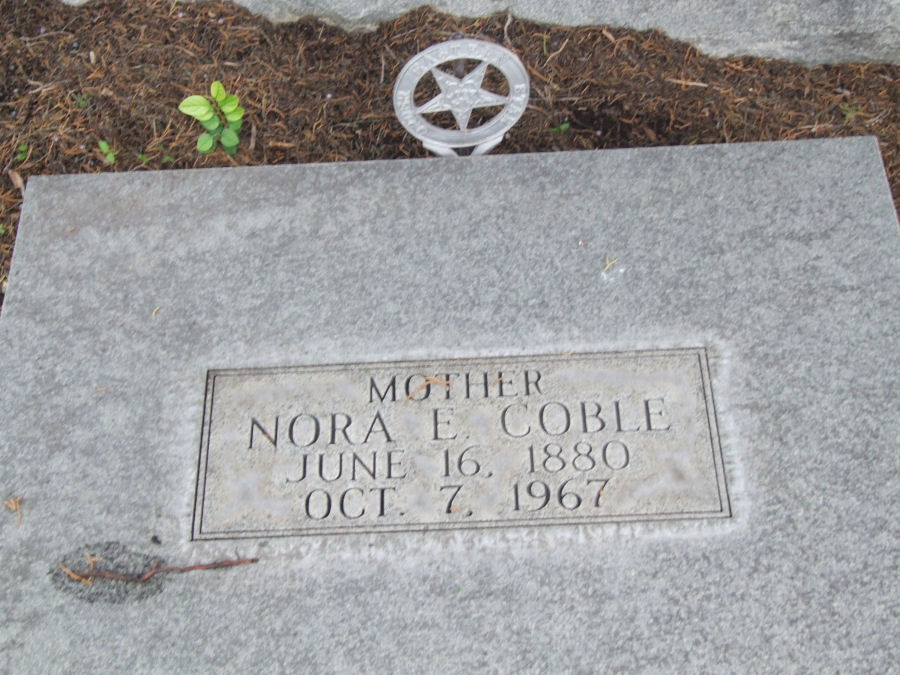 MOTHER
NORA E. COBLE
JUNE 16, 1880
OCT. 7, 1967